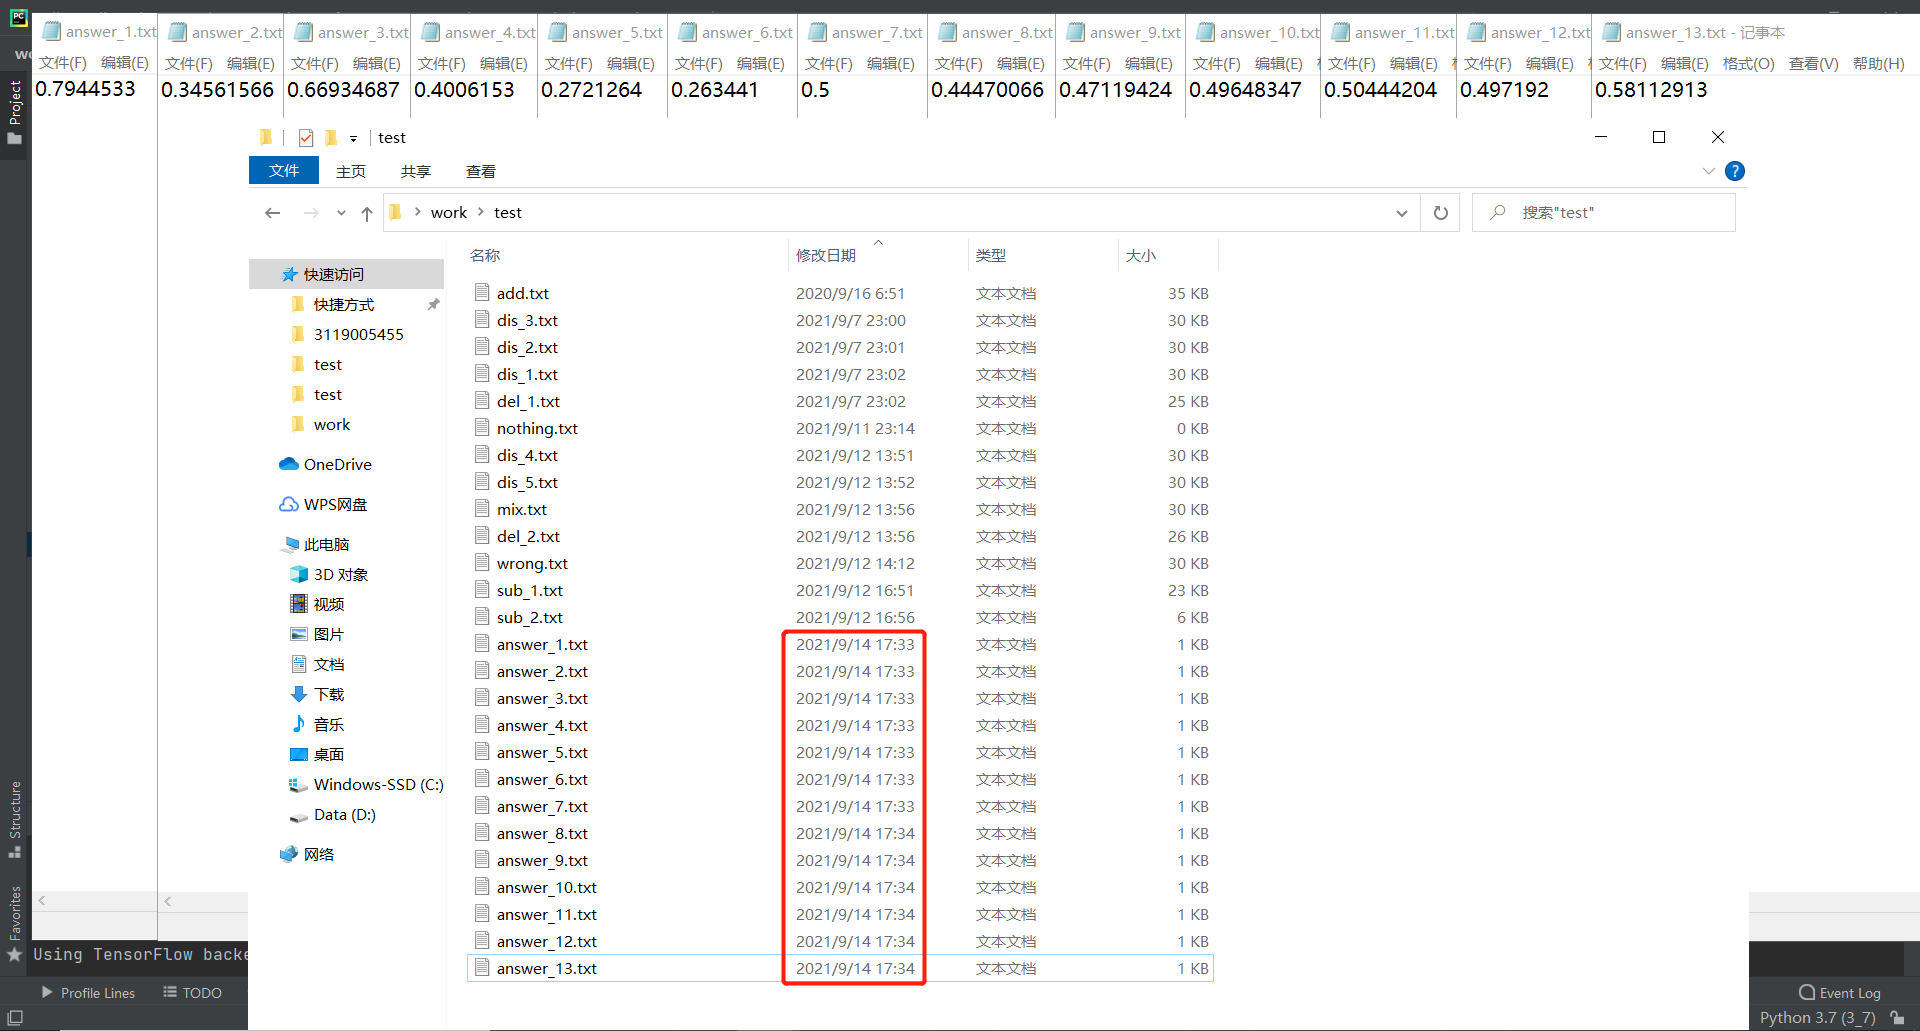 answer_1.txt answer_2.txt answer_3.txt answer_4.txt answer_5.txt answer_6.txt answer_7.txt answer_8.txt answer_9.txt answer_10.txt answer_11.txt answer_12.txt answer_13.txt - 记事本
文件(F) 编辑(E) 文件(F) 编辑(E) 文件(F) 编辑(E) 文件(F) 编辑(E) 文件(F) 编辑(E) 文件(F) 编辑(E) 文件(F) 编辑(E) 文件(F) 编辑(E) 文件(F) 编辑(E) 文件(F) 编辑(E) 文件(F) 编辑(E) 文件(F) 编辑(E) 文件(F) 编辑(E) 格式(O) 查看(V) 帮助(H)
0.7944533 0.34561566 0.66934687 0.4006153 0.2721264 0.263441 0.5 0.44470066 0.47119424 0.49648347 0.50444204 0.497192 0.58112913
PC
Project
test
文件 主页 共享 查看
work test
搜索"test"
名称 修改日期 类型 大小
快速访问
快捷方式
3119005455
test
test
work
OneDrive
WPS网盘
此电脑
3D 对象
视频
图片
文档
下载
音乐
桌面
Windows-SSD (C:)
Data (D:)
网络
add.txt 2020/9/16 6:51 文本文档 35 KB
dis_3.txt 2021/9/7 23:00 文本文档 30 KB
dis_2.txt 2021/9/7 23:01 文本文档 30 KB
dis_1.txt 2021/9/7 23:02 文本文档 30 KB
del_1.txt 2021/9/7 23:02 文本文档 25 KB
nothing.txt 2021/9/11 23:14 文本文档 0 KB
dis_4.txt 2021/9/12 13:51 文本文档 30 KB
dis_5.txt 2021/9/12 13:52 文本文档 30 KB
mix.txt 2021/9/12 13:56 文本文档 30 KB
del_2.txt 2021/9/12 13:56 文本文档 26 KB
wrong.txt 2021/9/12 14:12 文本文档 30 KB
sub_1.txt 2021/9/12 16:51 文本文档 23 KB
sub_2.txt 2021/9/12 16:56 文本文档 6 KB
answer_1.txt 2021/9/14 17:33 文本文档 1 KB
answer_2.txt 2021/9/14 17:33 文本文档 1 KB
answer_3.txt 2021/9/14 17:33 文本文档 1 KB
answer_4.txt 2021/9/14 17:33 文本文档 1 KB
answer_5.txt 2021/9/14 17:33 文本文档 1 KB
answer_6.txt 2021/9/14 17:33 文本文档 1 KB
answer_7.txt 2021/9/14 17:33 文本文档 1 KB
answer_8.txt 2021/9/14 17:34 文本文档 1 KB
answer_9.txt 2021/9/14 17:34 文本文档 1 KB
answer_10.txt 2021/9/14 17:34 文本文档 1 KB
answer_11.txt 2021/9/14 17:34 文本文档 1 KB
answer_12.txt 2021/9/14 17:34 文本文档 1 KB
answer_13.txt 2021/9/14 17:34 文本文档 1 KB
Structure
Favorites
Using TensorFlow backe
Profile Lines TODO
Event Log
Python 3.7 (3_7)